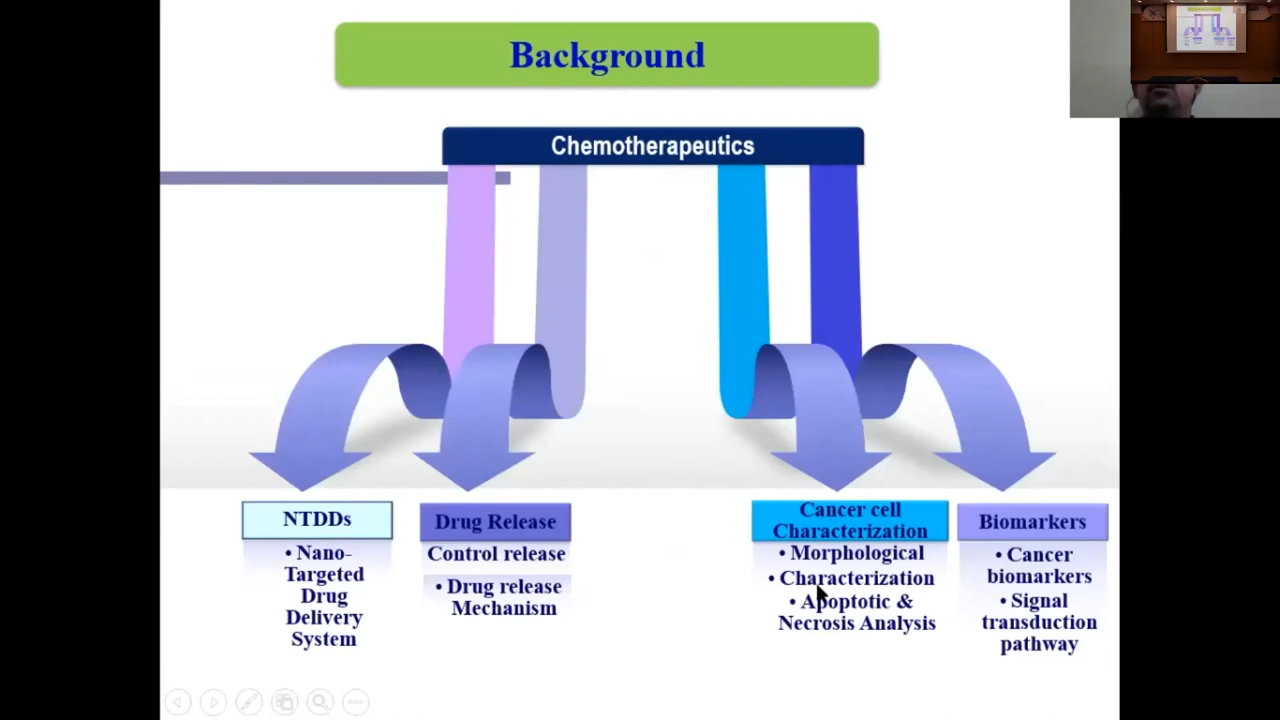 Background
Chemotherapeutics
NTDDs
• Nano-
Targeted
Drug
Delivery
System
Drug Release
Control release
• Drug release
Mechanism
Cancer cell
Characterization
• Morphological
• Characterization
• Apoptotic &
Necrosis Analysis
Biomarkers
• Cancer
biomarkers
• Signal
transduction
pathway